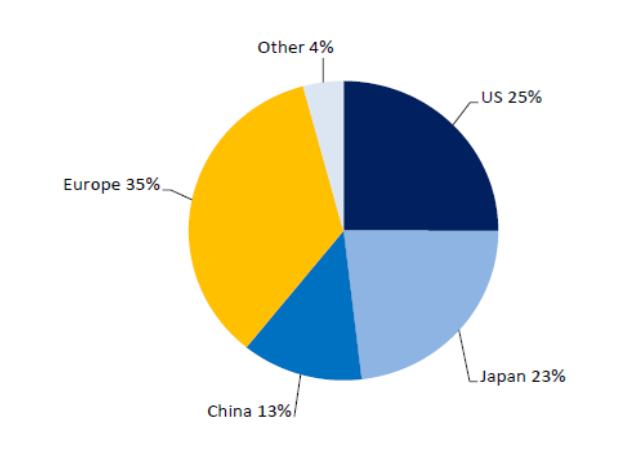 Other 4%
US 25%
Europe 35%
Japan 23%
China 13%